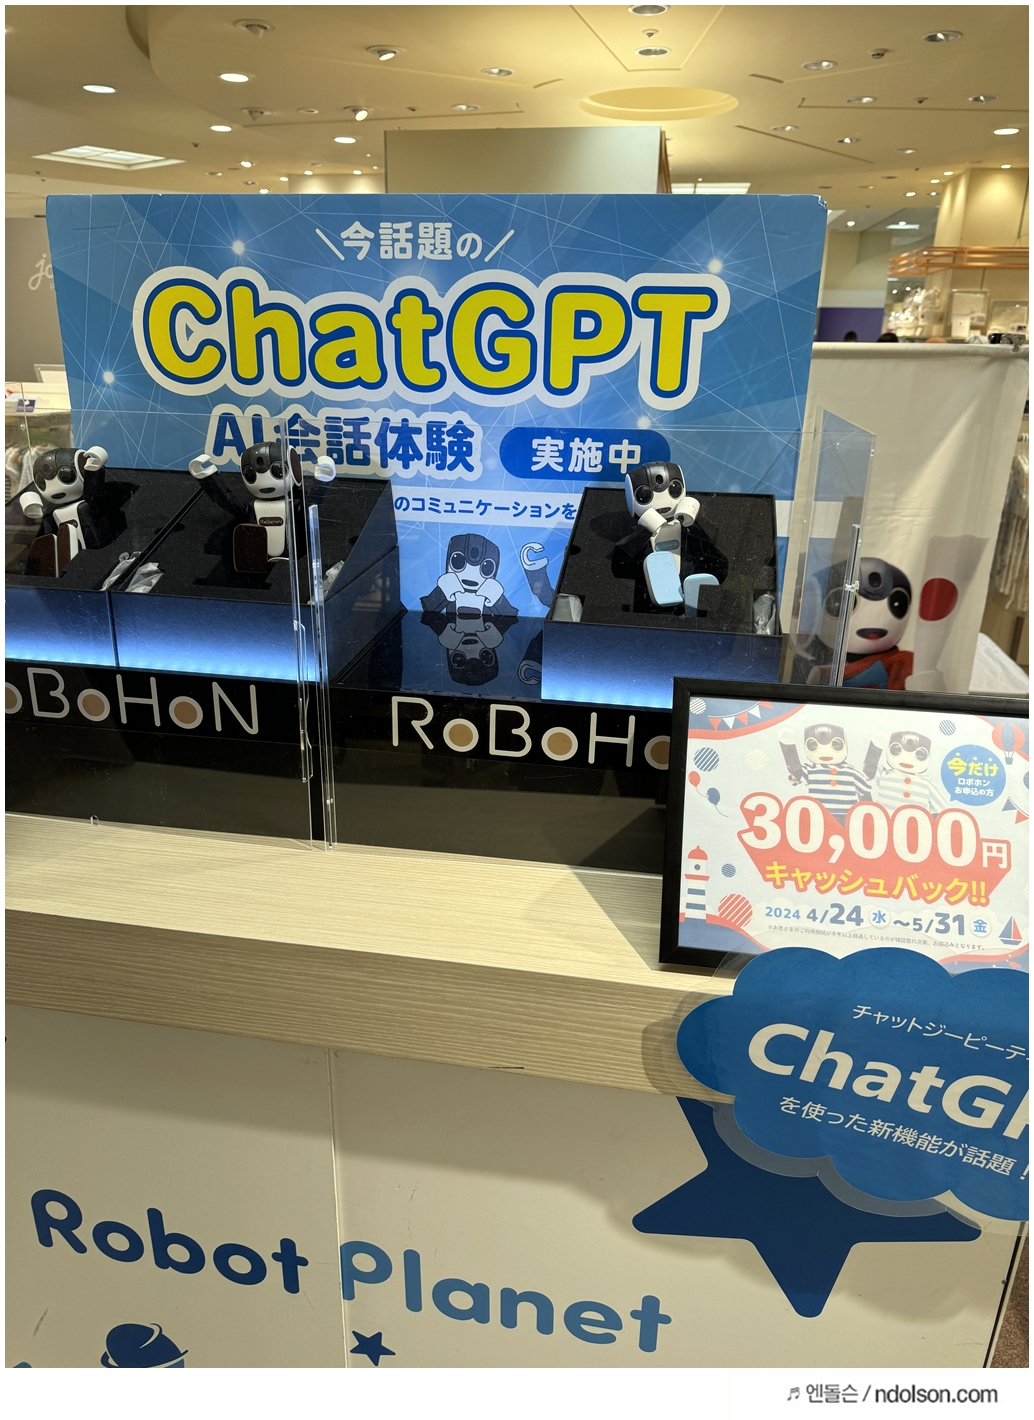 ＼今話題の／
ChatGPT
AI会話体験 実施中
のコミュニケーションを
RoBoHoN
oBoHoN
RoBoHo
今だけ
ロボホン
お申込の方
30,000円
キャッシュバック!!
2024 4/24 水 ～5/31 金
チャットジーピーテ
ChatG
を使った新機能が話題！
Robot Planet
엔돌슨 / ndolson.com